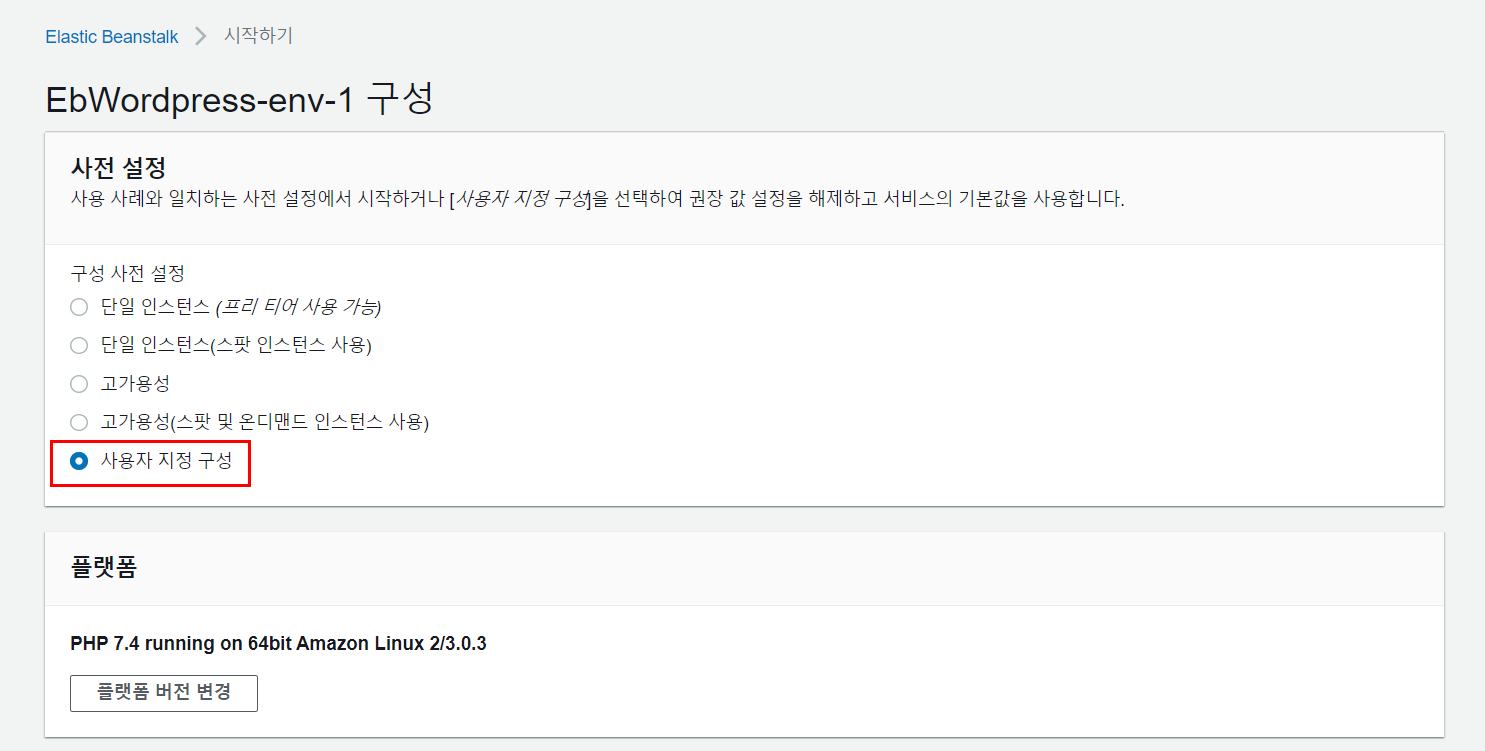 Elastic Beanstalk > 시작하기
EbWordpress-env-1 구성
사전 설정
사용 사례와 일치하는 사전 설정에서 시작하거나 [사용자 지정 구성]을 선택하여 권장 값 설정을 해제하고 서비스의 기본값을 사용합니다.
구성 사전 설정
단일 인스턴스 (프리 티어 사용 가능)
단일 인스턴스(스팟 인스턴스 사용)
고가용성
고가용성(스팟 및 온디맨드 인스턴스 사용)
사용자 지정 구성
플랫폼
PHP 7.4 running on 64bit Amazon Linux 2/3.0.3
플랫폼 버전 변경